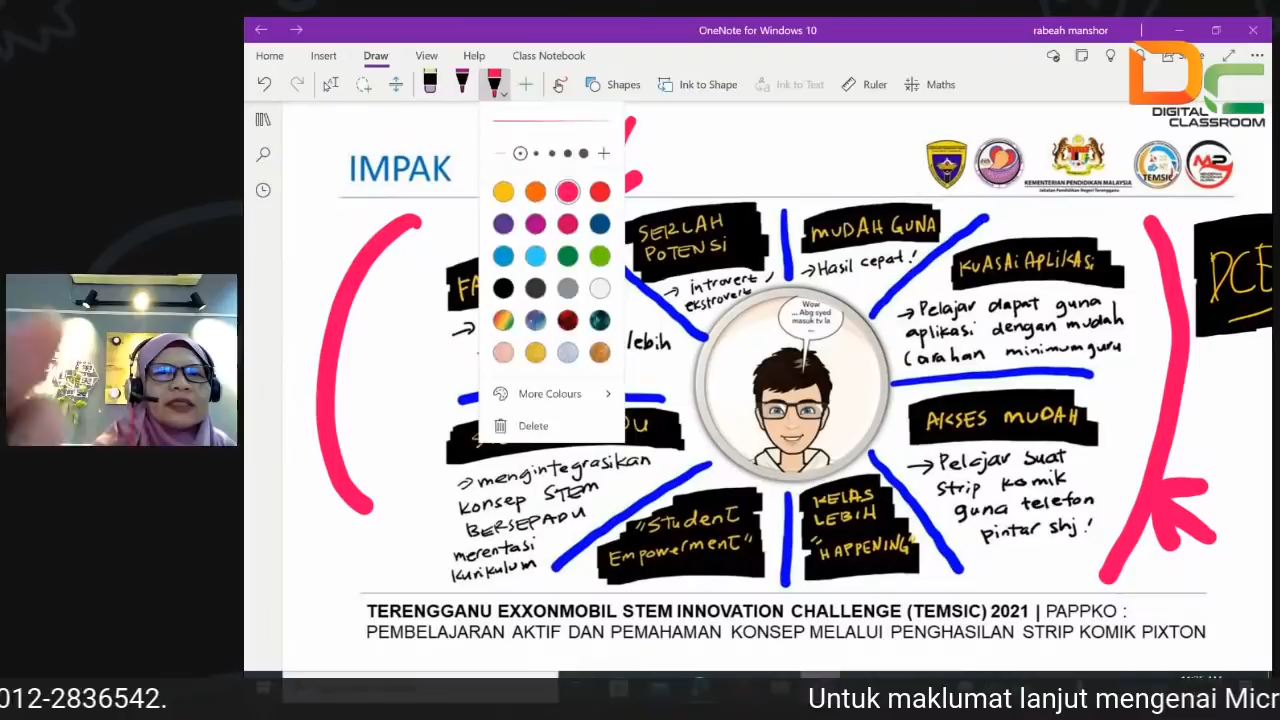 OneNote for Windows 10
rabeah manshor
Home Insert Draw View Help Class Notebook
Shapes Ink to Shape Ink to Text Ruler Maths
DIGITAL
CLASSROOM
IMPAK
KEMENTERIAN PENDIDIKAN MALAYSIA
TEMSIC
SERLAH
POTENSI
→ introvert /
ekstrovert
MUDAH GUNA
→ Hasil cepat!
KUASAI APLIKASI
→ Pelajar dapat guna
aplikasi dengan mudah
(arahan minimum guru
FA
lebih
Wow
... Abg syed
masuk tv la
...
More Colours
Delete
DU
→ mengintegrasikan
konsep STEM
BERSEPADU
merentasi
kurikulum
"Student
Empowerment"
KELAS
LEBIH
"HAPPENING"
AKSES MUDAH
→ Pelajar buat
strip komik
guna telefon
pintar shj!
TERENGGANU EXXONMOBIL STEM INNOVATION CHALLENGE (TEMSIC) 2021 | PAPPKO :
PEMBELAJARAN AKTIF DAN PEMAHAMAN KONSEP MELALUI PENGHASILAN STRIP KOMIK PIXTON
012-2836542. Untuk maklumat lanjut mengenai Micr